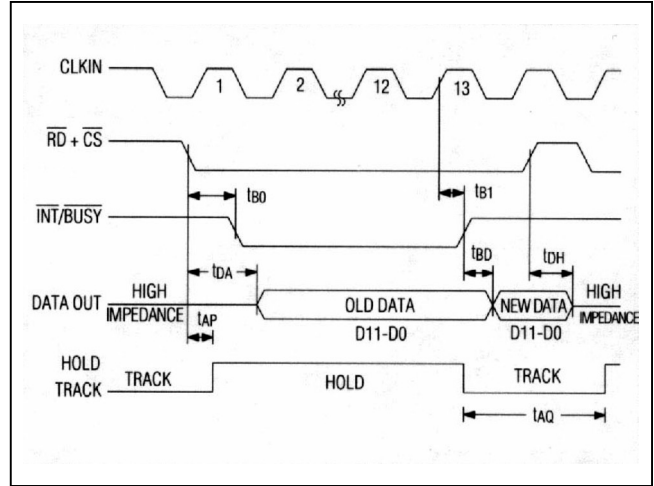 CLKIN
1 2 12 13
RD + CS
tB0 tB1
INT/BUSY
tDA tBD tDH
DATA OUT HIGH IMPEDANCE OLD DATA NEW DATA HIGH IMPEDANCE
D11-D0 D11-D0
tAP
HOLD
TRACK TRACK HOLD TRACK
tAQ